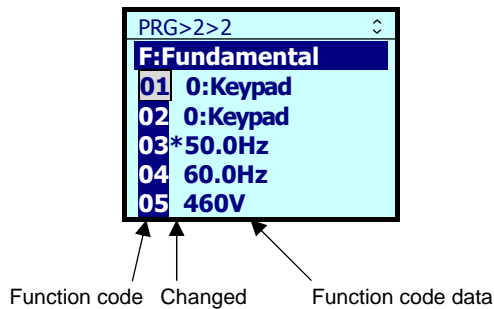 PRG>2>2
F:Fundamental
01 0:Keypad
02 0:Keypad
03*50.0Hz
04 60.0Hz
05 460V
Function code Changed Function code data